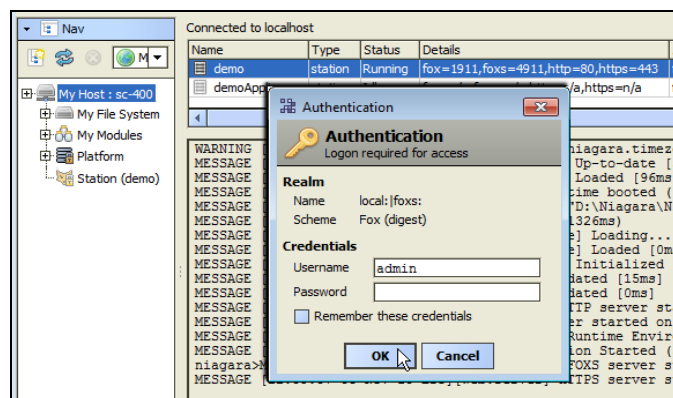 Nav
Connected to localhost
M
Name Type Status Details
demo station Running fox=1911,foxs=4911,http=80,https=443
demoApp /a,https=n/a
My Host : sc-400
My File System
My Modules
Platform
Station (demo)
Authentication
Authentication
Logon required for access
Realm
Name local:|foxs:
Scheme Fox (digest)
Credentials
Username admin
Password
Remember these credentials
OK Cancel
WARNING [ niagara.timez
MESSAGE Up-to-date [
MESSAGE Loaded [96ms
MESSAGE time booted (
MESSAGE "D:\Niagara\N
MESSAGE 1326ms)
MESSAGE e] Loading...
MESSAGE e] Loaded [0m
MESSAGE Initialized
MESSAGE dated [15ms]
MESSAGE dated [0ms]
MESSAGE TTP server st
MESSAGE er started on
MESSAGE Runtime Envir
MESSAGE ion Started (
niagara>M FOXS server s
MESSAGE TTPS server s